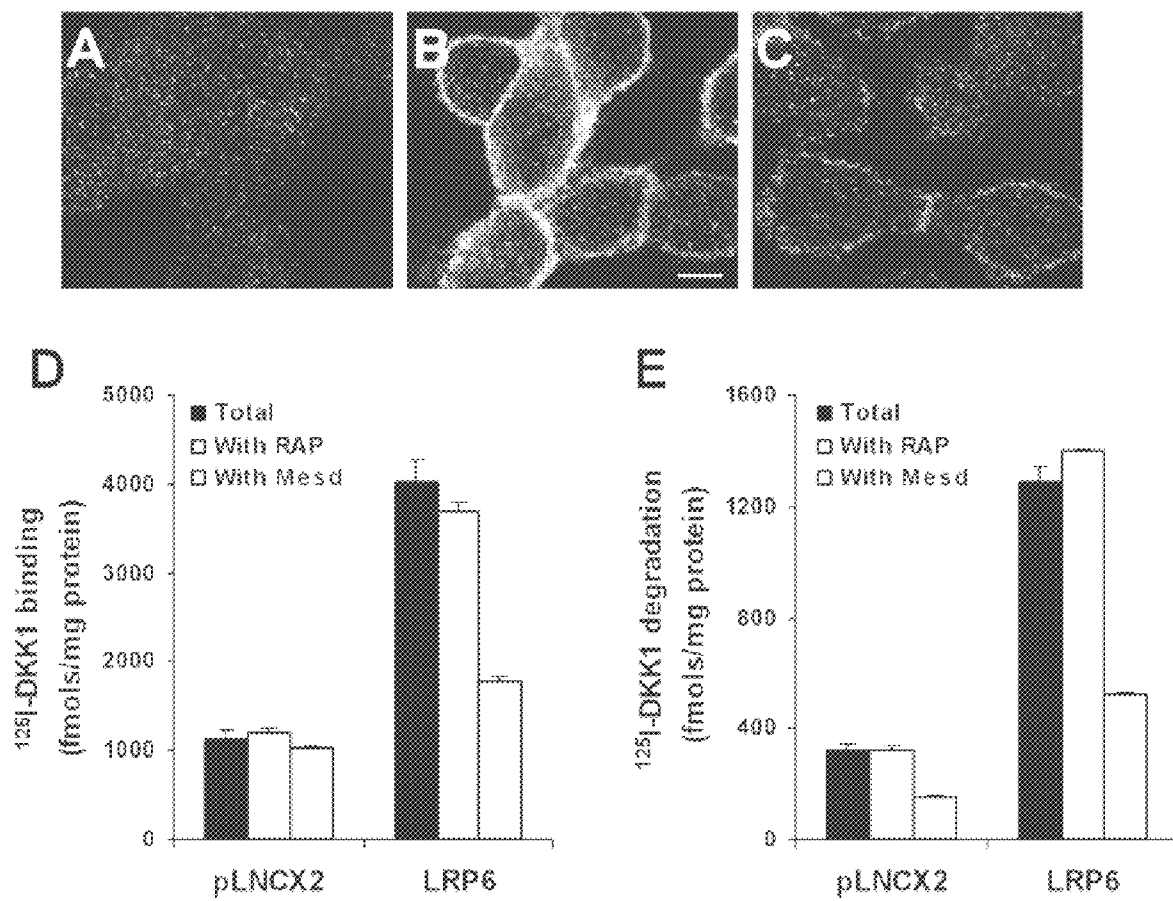 A B C
D
5000
4000
3000
2000
1000
0
Total
With RAP
With Mesd
¹²⁵I-DKK1 binding
(fmols/mg protein)
pLNCX2 LRP6
E
1600
1200
800
400
0
Total
With RAP
With Mesd
¹²⁵I-DKK1 degradation
(fmols/mg protein)
pLNCX2 LRP6